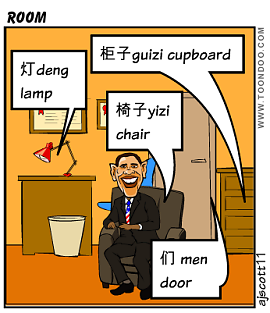 ROOM
灯deng
lamp
柜子guizi cupboard
椅子yizi
chair
们 men
door
© WWW.TOONDOO.COM
ajscott11